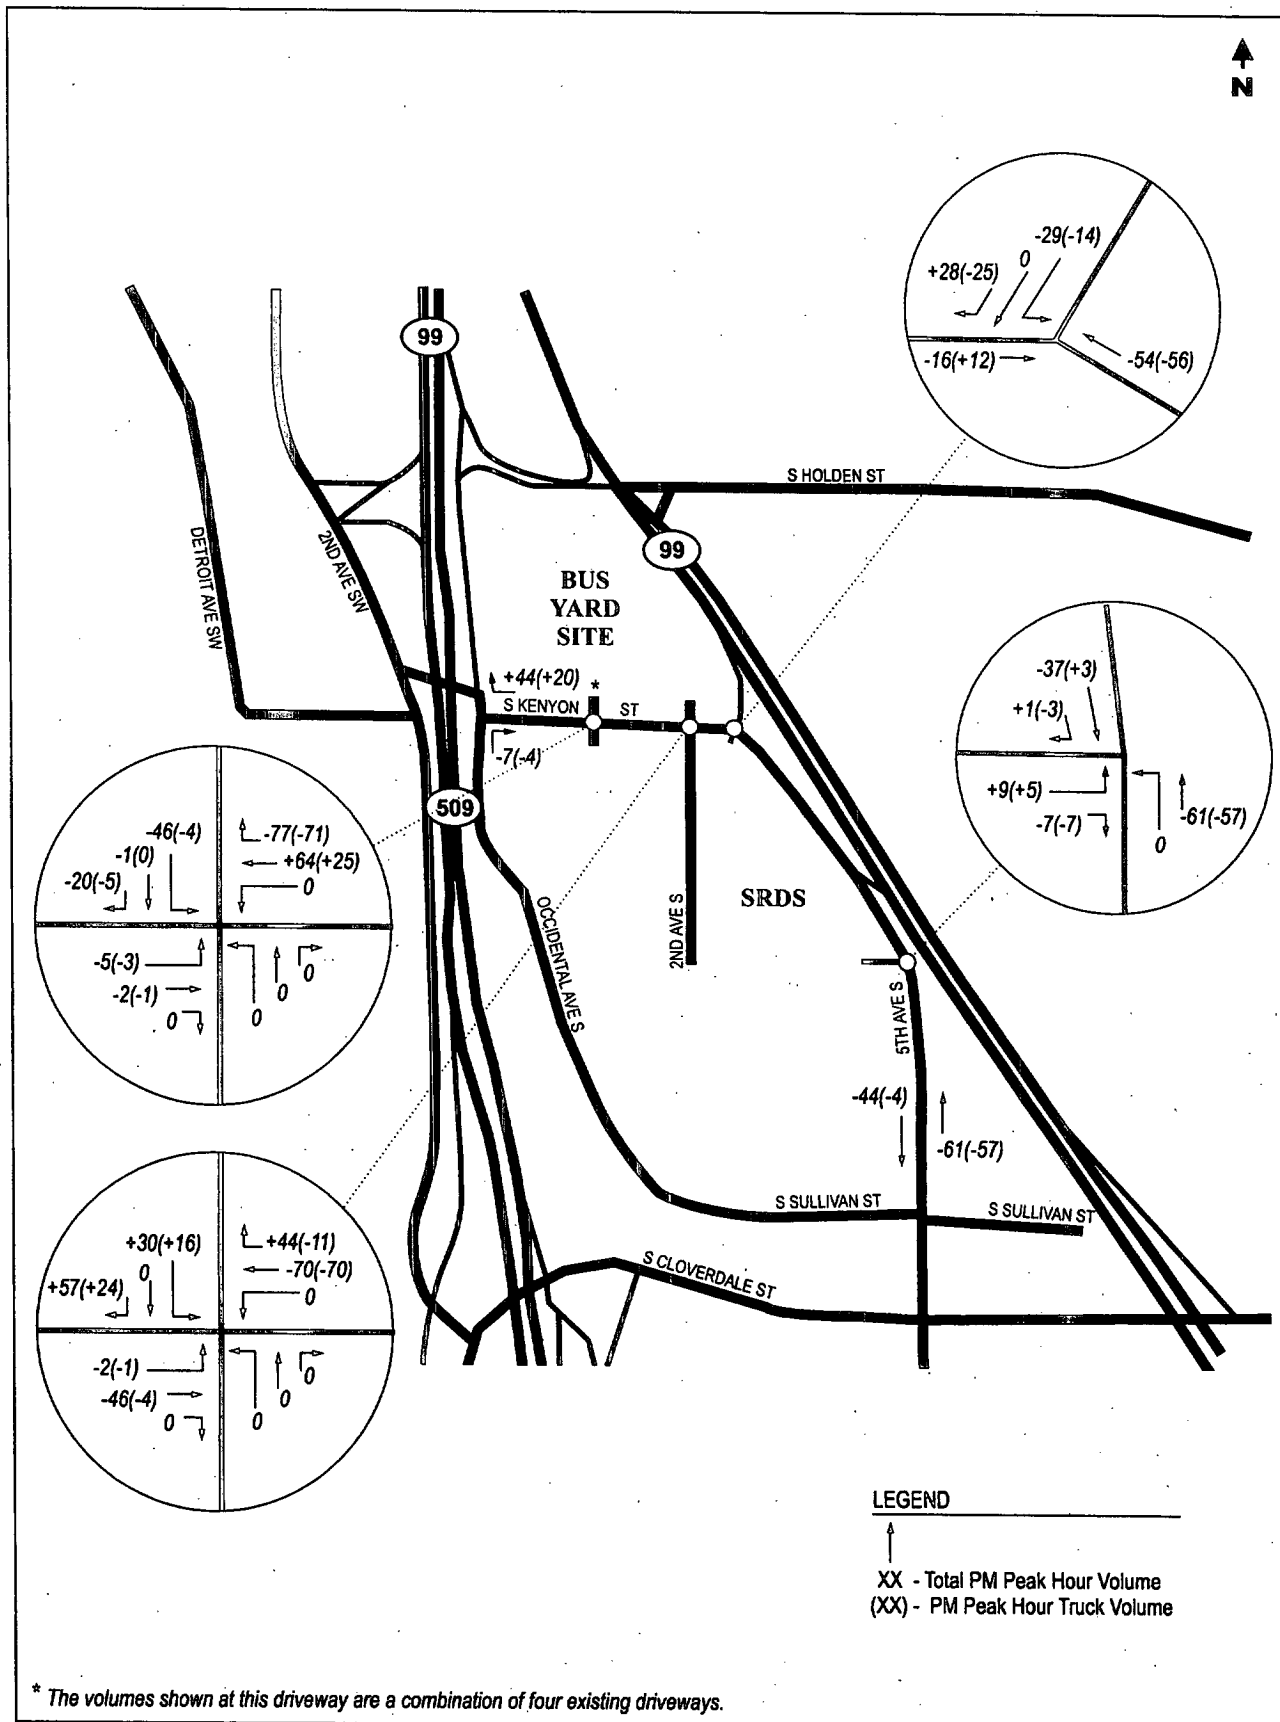 N
-29(-14)
0
+28(-25)
-16(+12)
-54(-56)
99
S HOLDEN ST
DETROIT AVE SW
2ND AVE SW
99
BUS
YARD
SITE
+44(+20)
*
S KENYON ST
-7(-4)
-37(+3)
+1(-3)
+9(+5)
-7(-7)
-61(-57)
0
509
-46(-4)
-1(0)
-20(-5)
-77(-71)
+64(+25)
0
-5(-3)
-2(-1)
0
0
0
0
OCCIDENTAL AVE S
2ND AVE S
SRDS
5TH AVE S
-44(-4)
-61(-57)
S SULLIVAN ST
S SULLIVAN ST
S CLOVERDALE ST
+30(+16)
0
+57(+24)
+44(-11)
-70(-70)
0
-2(-1)
-46(-4)
0
0
0
0
LEGEND
XX - Total PM Peak Hour Volume
(XX) - PM Peak Hour Truck Volume
* The volumes shown at this driveway are a combination of four existing driveways.